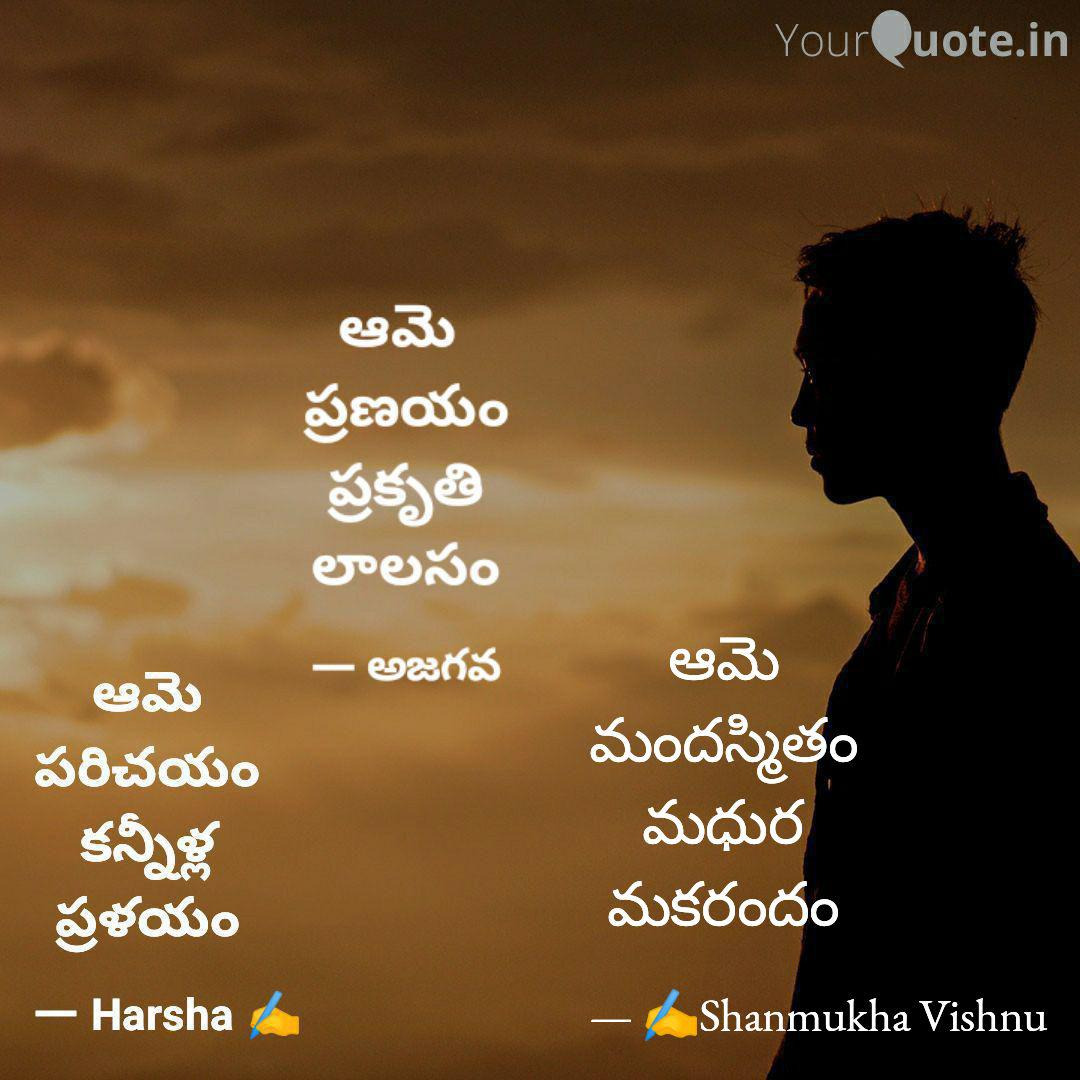 YourQuote.in
ఆమె
ప్రణయం
ప్రకృతి
లాలసం
— అజగవ
ఆమె
పరిచయం
కన్నీళ్ల
ప్రళయం
— Harsha ✍️
ఆమె
మందస్మితం
మధుర
మకరందం
— ✍️Shanmukha Vishnu